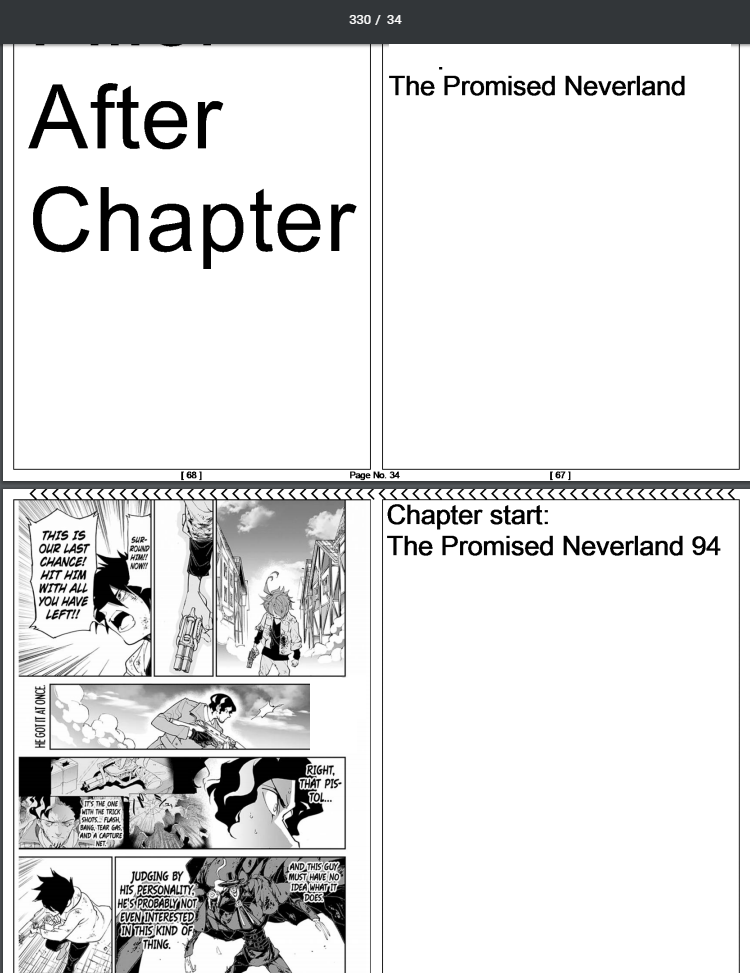 330 / 34
After
Chapter
The Promised Neverland
[ 68 ]
Page No. 34
[ 67 ]
Chapter start:
The Promised Neverland 94
THIS IS
OUR LAST
CHANCE!
HIT HIM
WITH ALL
YOU HAVE
LEFT!!
SUR-
ROUND
HIM!!
NOW!!
HE GOT IT AT ONCE.
RIGHT,
THAT PIS-
TOL...
IT'S THE ONE
WITH THE TRICK
SHOTS... FLASH,
BANG, TEAR GAS,
AND A CAPTURE
NET.
AND THIS GUY
MUST HAVE NO
IDEA WHAT IT
DOES.
JUDGING BY
HIS PERSONALITY,
HE'S PROBABLY NOT
EVEN INTERESTED
IN THIS KIND OF
THING.